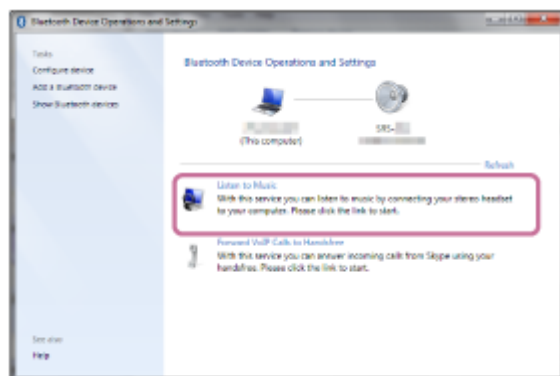 Bluetooth Device Operations and Settings
Tasks
Configure device
Add a Bluetooth device
Show Bluetooth devices
Bluetooth Device Operations and Settings
(This computer)
SRS-
Refresh
Listen to Music
With this service you can listen to music by connecting your stereo headset
to your computer. Please click the link to start.
Forward VoIP Calls to Handsfree
With this service you can answer incoming calls from Skype using your
handsfree. Please click the link to start.
See also
Help